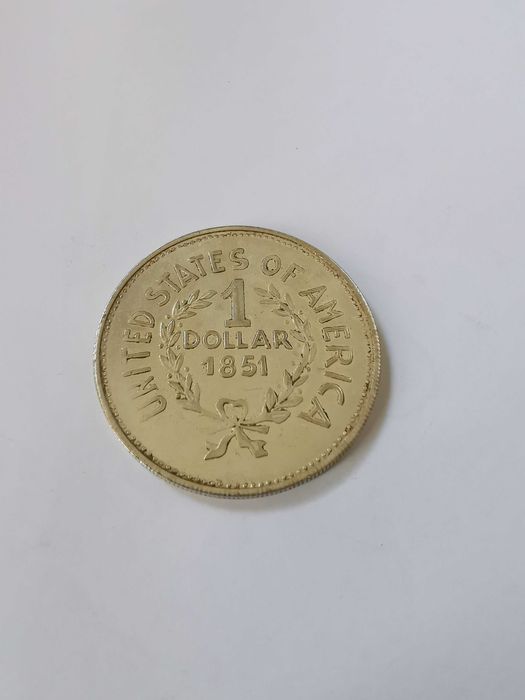 UNITED STATES OF AMERICA
1
DOLLAR
1851